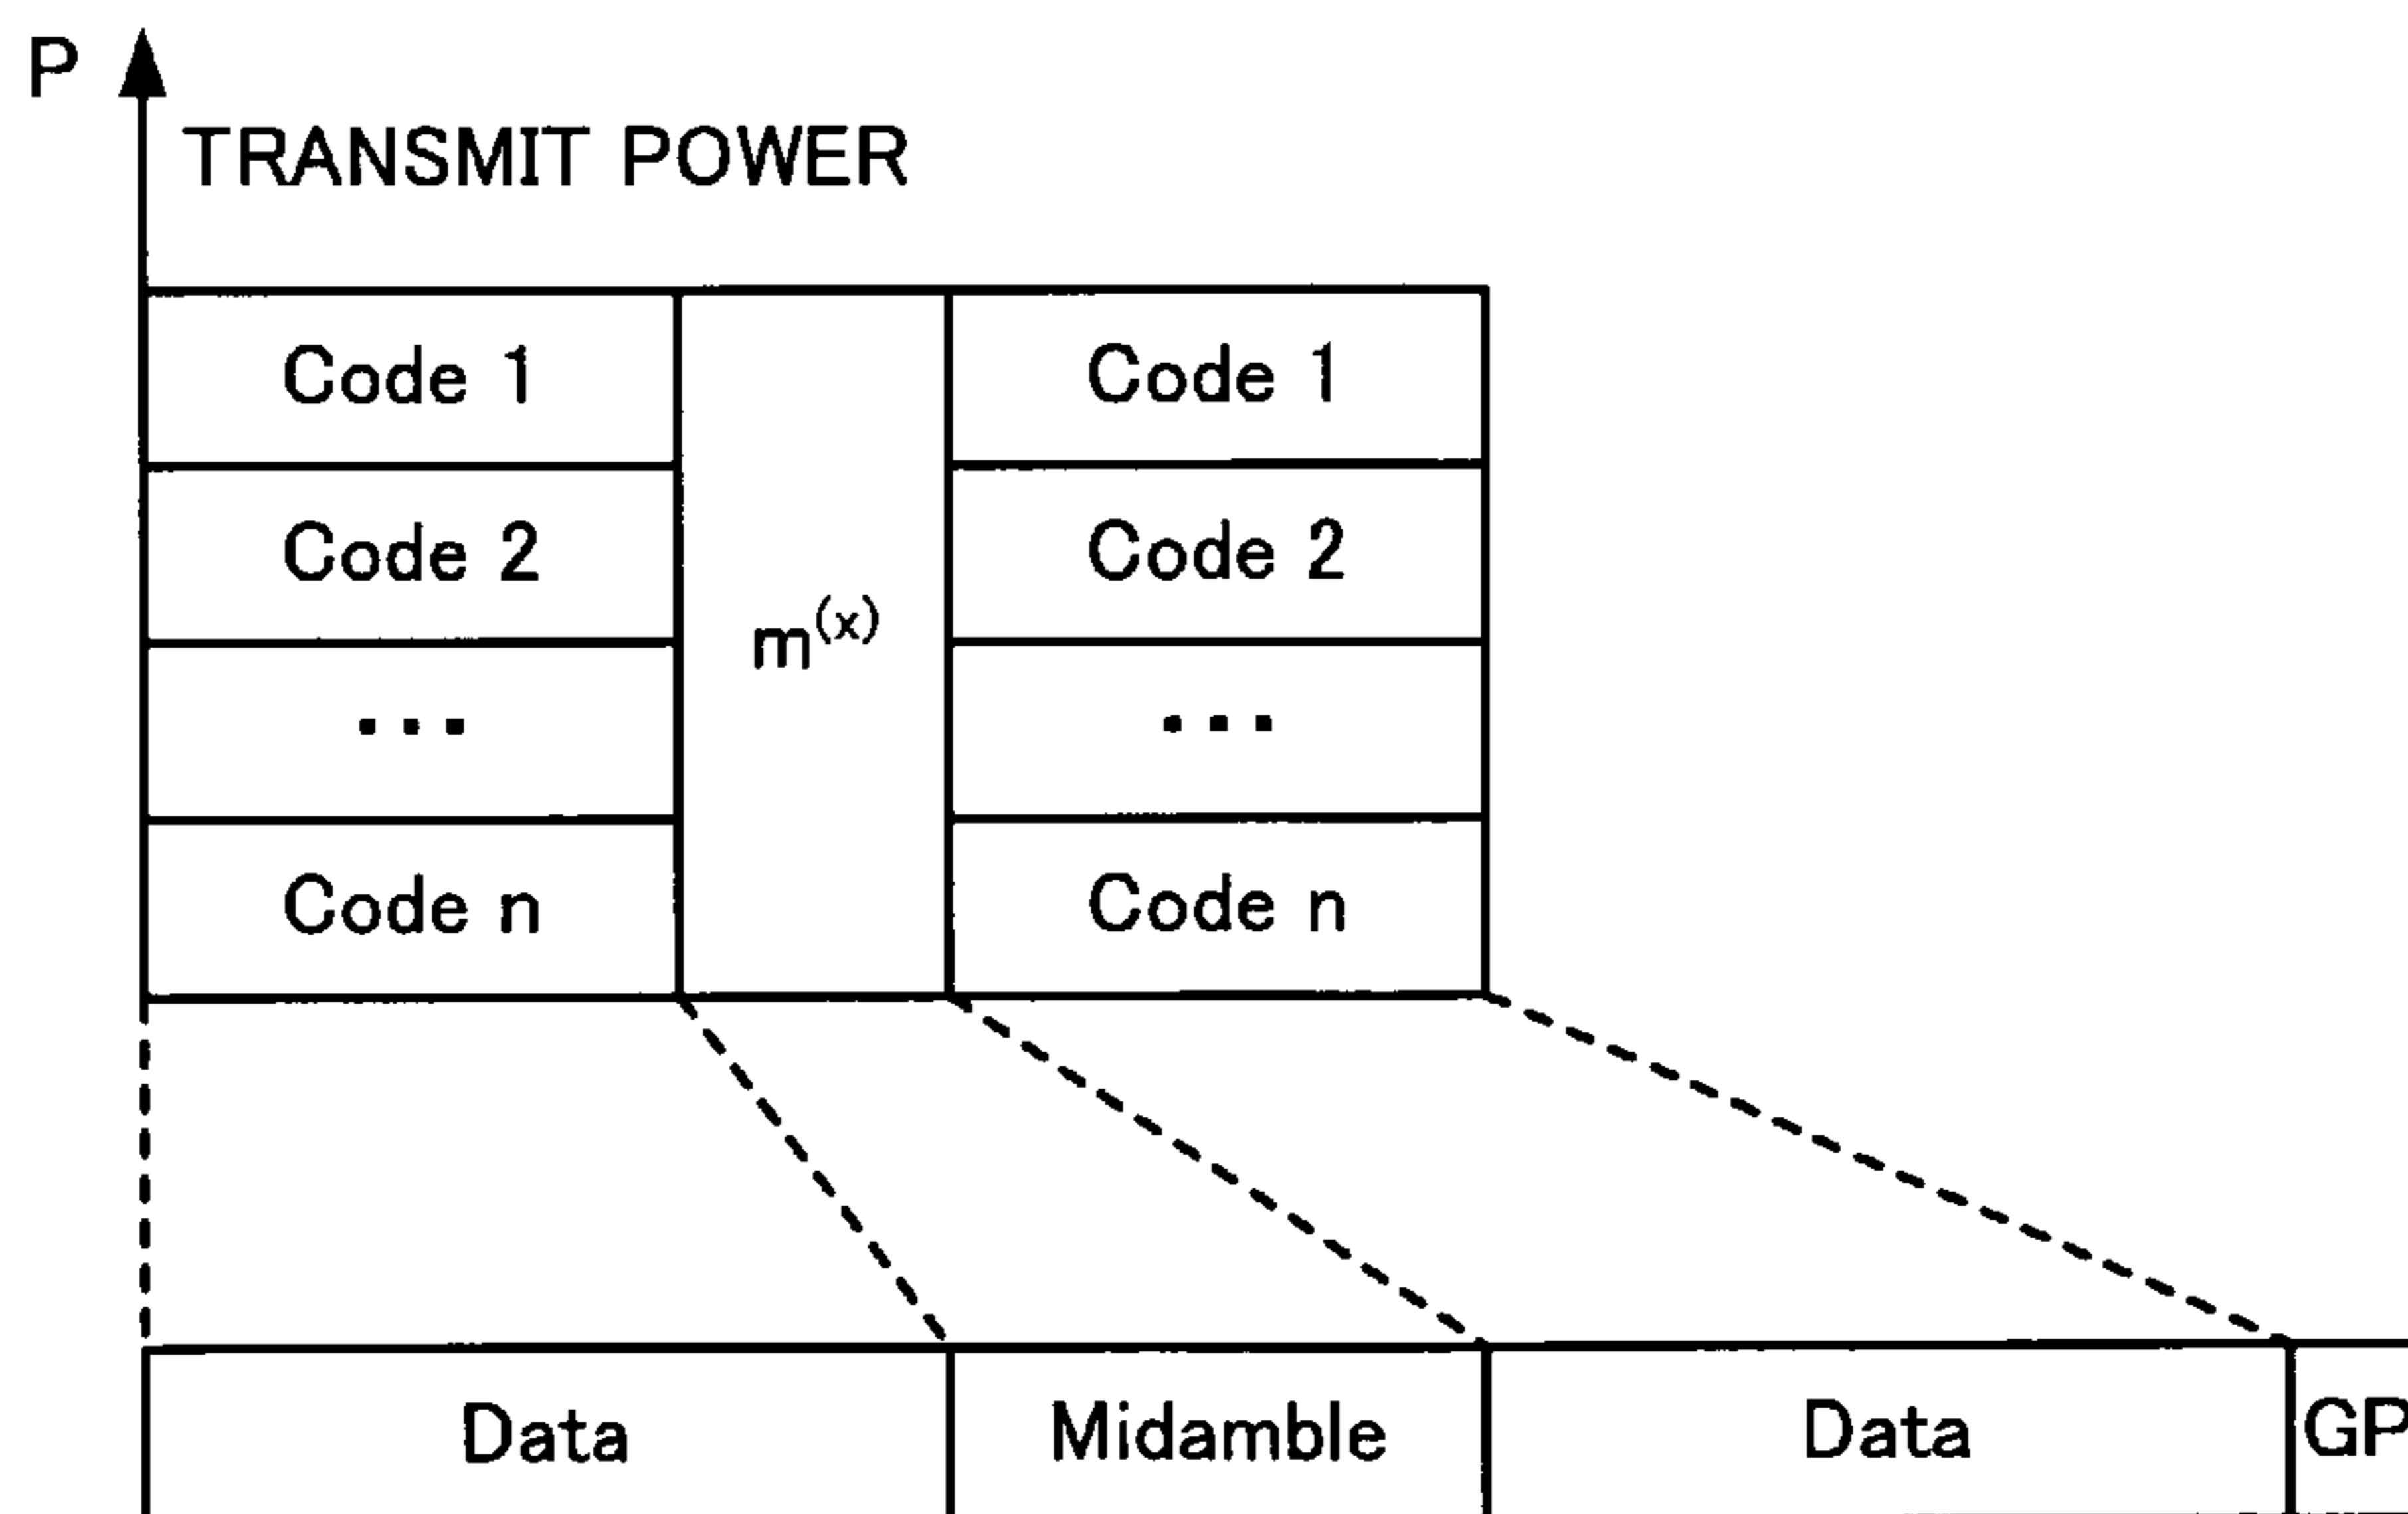 P
TRANSMIT POWER
Code 1 Code 1
Code 2 Code 2
m(x)
... ...
Code n Code n
Data Midamble Data GP